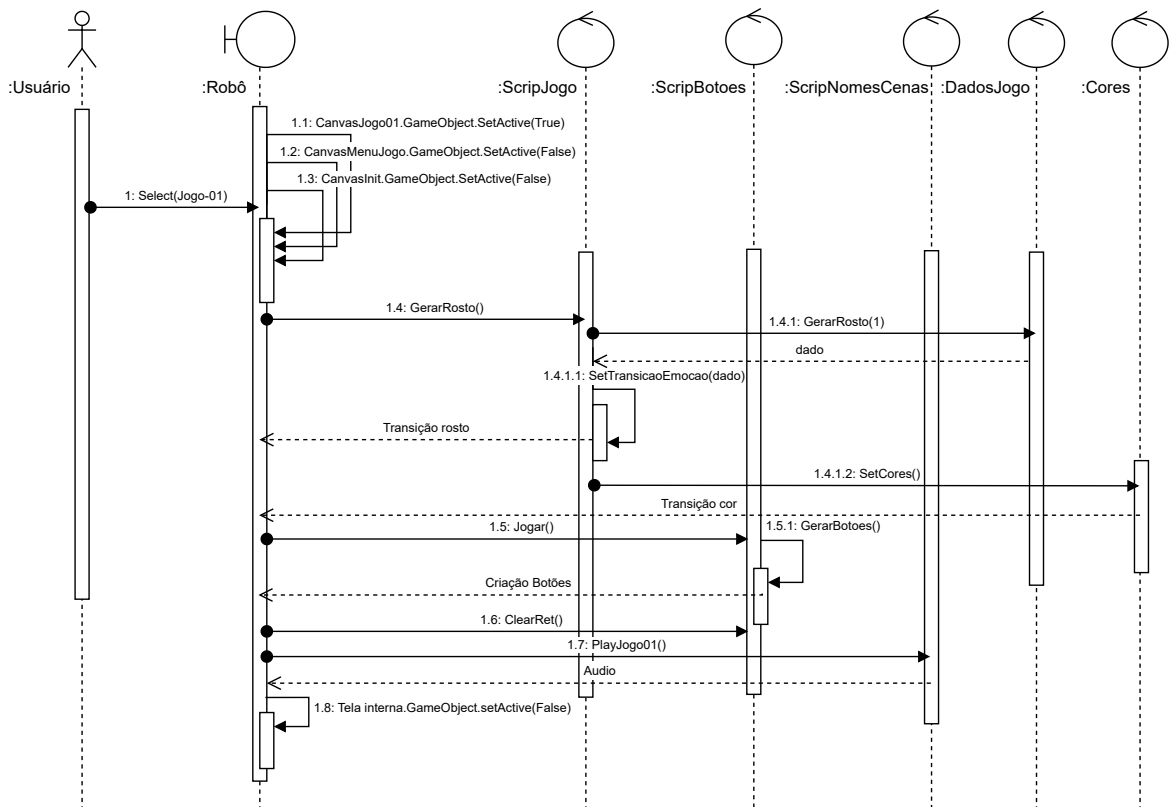 :Usuário
:Robô
:ScripJogo
:ScripBotoes
:ScripNomesCenas
:DadosJogo
:Cores
1.1: CanvasJogo01.GameObject.SetActive(True)
1.2: CanvasMenuJogo.GameObject.SetActive(False)
1.3: CanvasInit.GameObject.SetActive(False)
1: Select(Jogo-01)
1.4: GerarRosto()
1.4.1: GerarRosto(1)
dado
1.4.1.1: SetTransicaoEmocao(dado)
Transição rosto
1.4.1.2: SetCores()
Transição cor
1.5: Jogar()
1.5.1: GerarBotoes()
Criação Botões
1.6: ClearRet()
1.7: PlayJogo01()
Audio
1.8: Tela interna.GameObject.setActive(False)